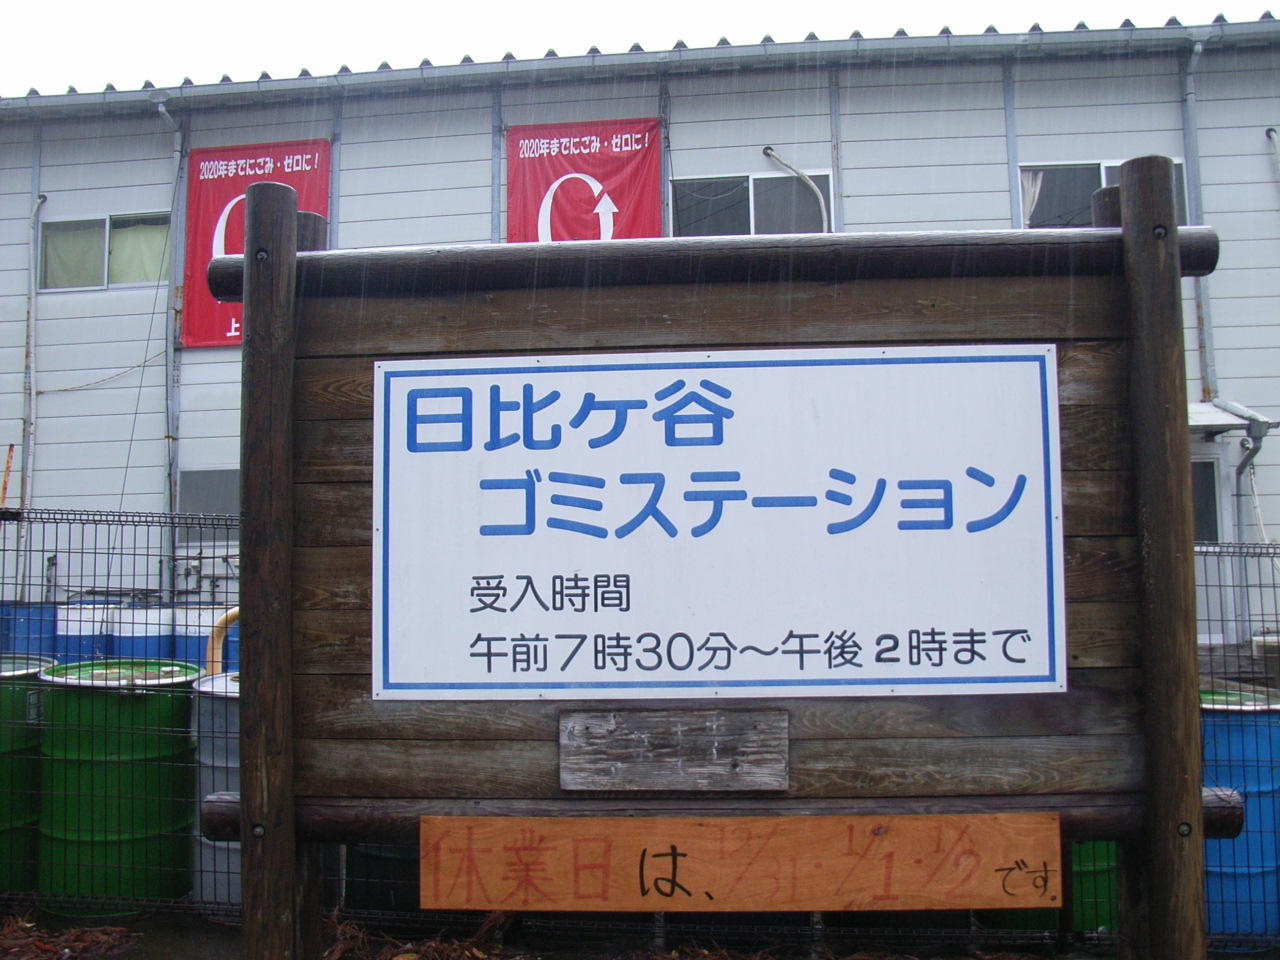 2020年までにごみ・ゼロに!
2020年までにごみ・ゼロに!
上
日比ヶ谷
ゴミステーション
受入時間
午前7時30分～午後2時まで
休業日は、12/31・1/1・1/2です。